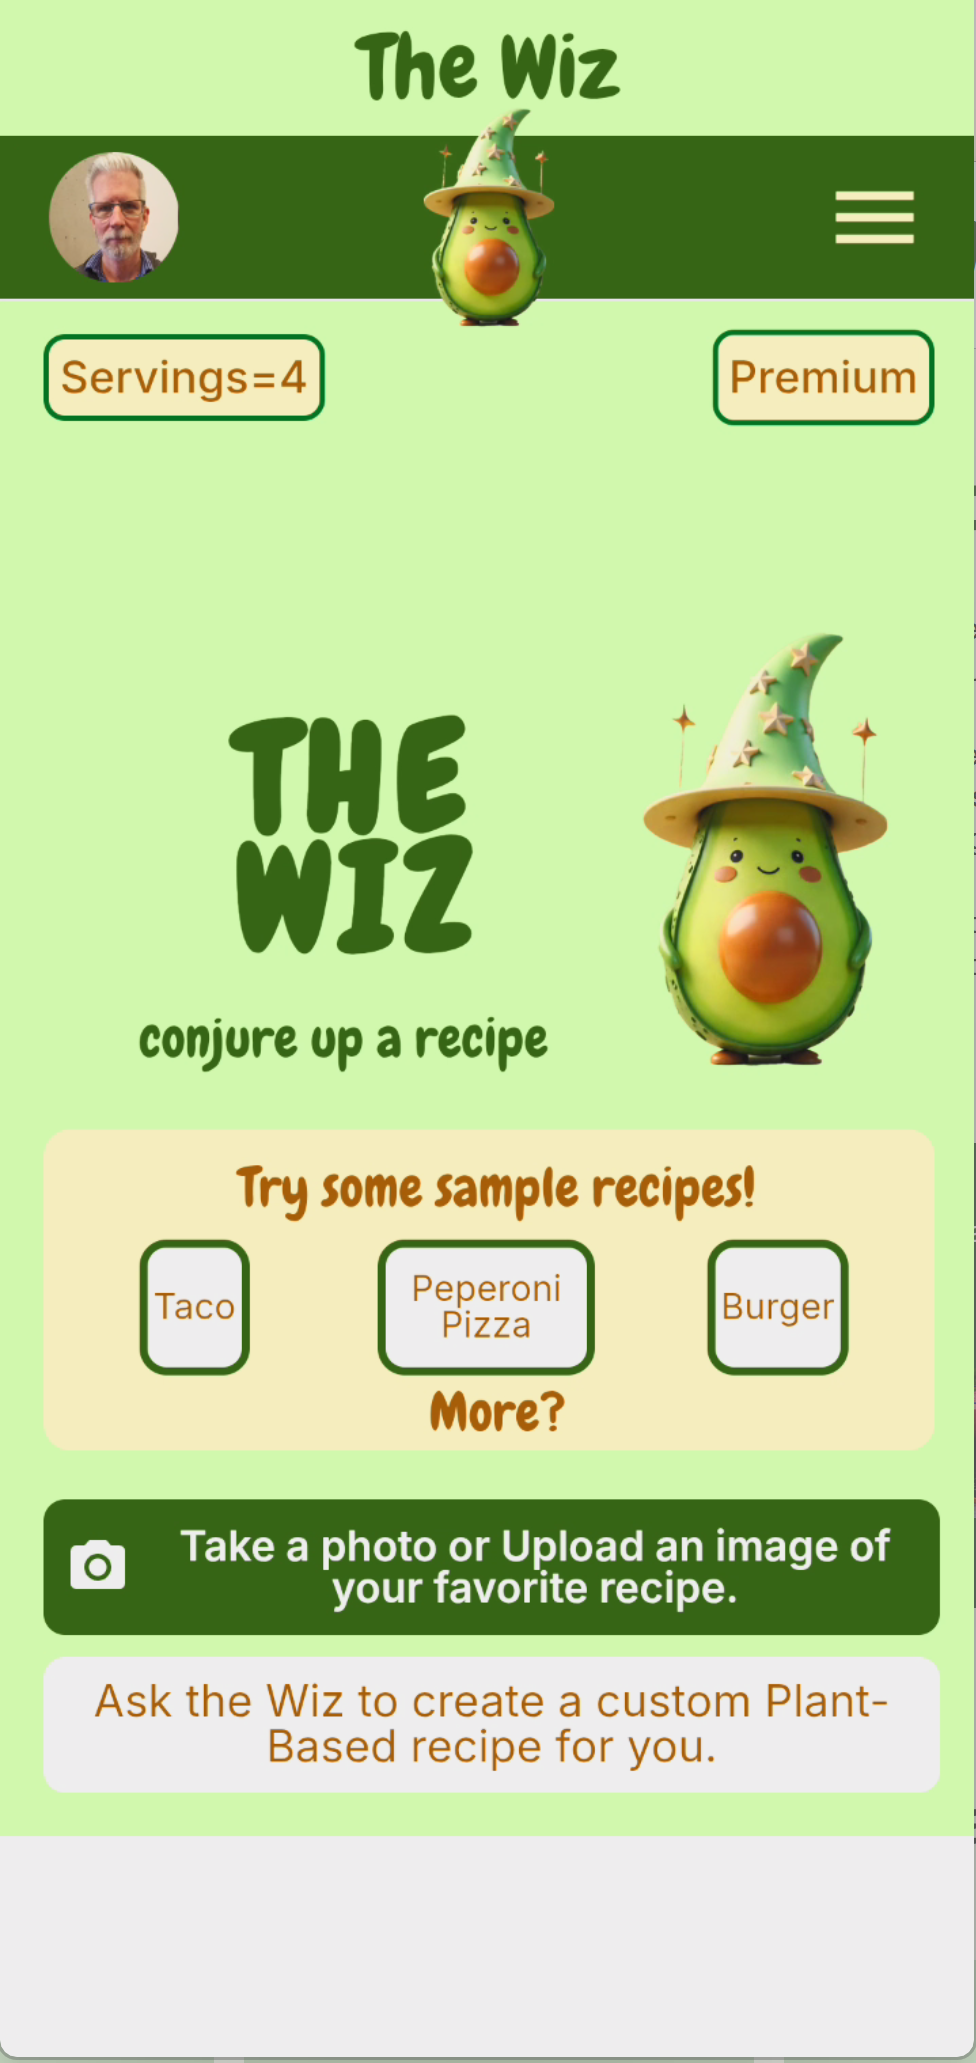 The Wiz
Servings=4
Premium
THE
WIZ
conjure up a recipe
Try some sample recipes!
Taco
Peperoni
Pizza
Burger
More?
Take a photo or Upload an image of
your favorite recipe.
Ask the Wiz to create a custom Plant-
Based recipe for you.